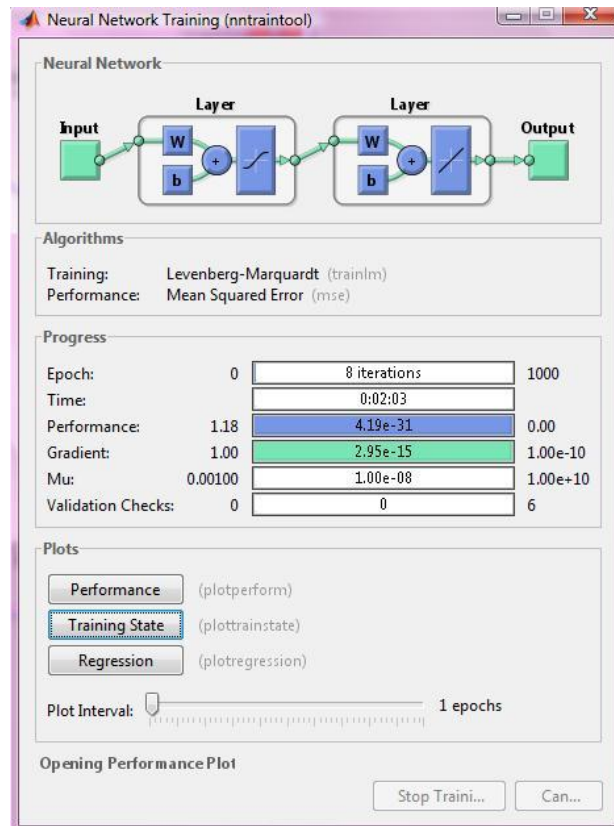 Neural Network Training (nntraintool)
Neural Network
Layer Layer
Input Output
W W
b b
Algorithms
Training: Levenberg-Marquardt (trainlm)
Performance: Mean Squared Error (mse)
Progress
Epoch: 0 8 iterations 1000
Time: 0:02:03
Performance: 1.18 4.19e-31 0.00
Gradient: 1.00 2.95e-15 1.00e-10
Mu: 0.00100 1.00e-08 1.00e+10
Validation Checks: 0 0 6
Plots
Performance (plotperform)
Training State (plottrainstate)
Regression (plotregression)
Plot Interval: 1 epochs
Opening Performance Plot
Stop Traini... Can...